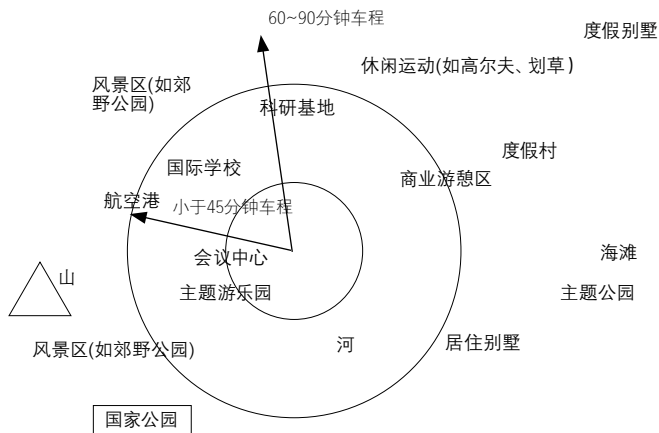 60~90分钟车程
度假别墅
休闲运动(如高尔夫、划草)
风景区(如郊
野公园)
科研基地
度假村
国际学校
商业游憩区
航空港
小于45分钟车程
会议中心
海滩
山
主题游乐园
主题公园
河
居住别墅
风景区(如郊野公园)
国家公园